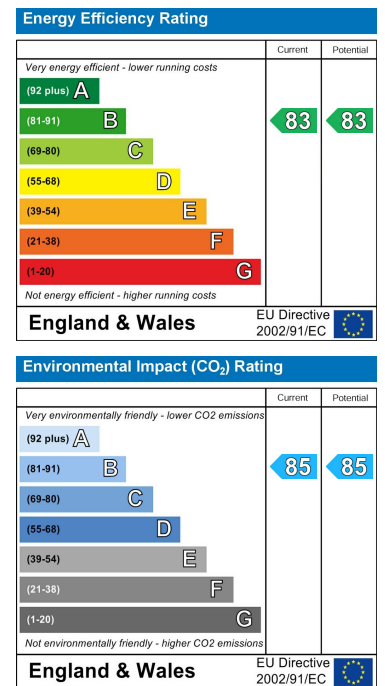 Energy Efficiency Rating
Current Potential
Very energy efficient - lower running costs
(92 plus) A
(81-91) B 83 83
(69-80) C
(55-68) D
(39-54) E
(21-38) F
(1-20) G
Not energy efficient - higher running costs
England & Wales
EU Directive
2002/91/EC
Environmental Impact (CO₂) Rating
Current Potential
Very environmentally friendly - lower CO2 emissions
(92 plus) A
(81-91) B 85 85
(69-80) C
(55-68) D
(39-54) E
(21-38) F
(1-20) G
Not environmentally friendly - higher CO2 emissions
England & Wales
EU Directive
2002/91/EC